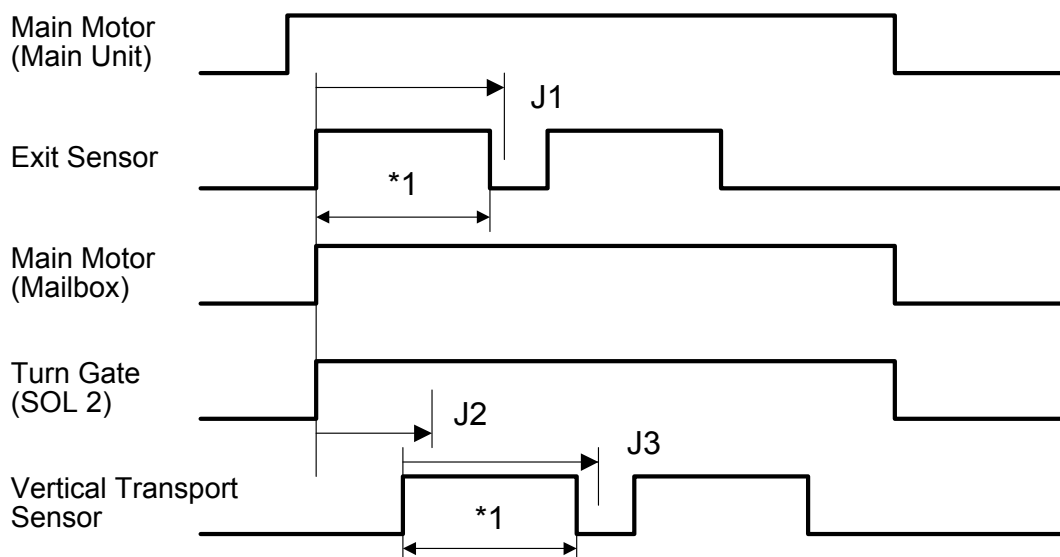 Main Motor
(Main Unit)
J1
Exit Sensor
*1
Main Motor
(Mailbox)
Turn Gate
(SOL 2)
J2
J3
Vertical Transport
Sensor
*1